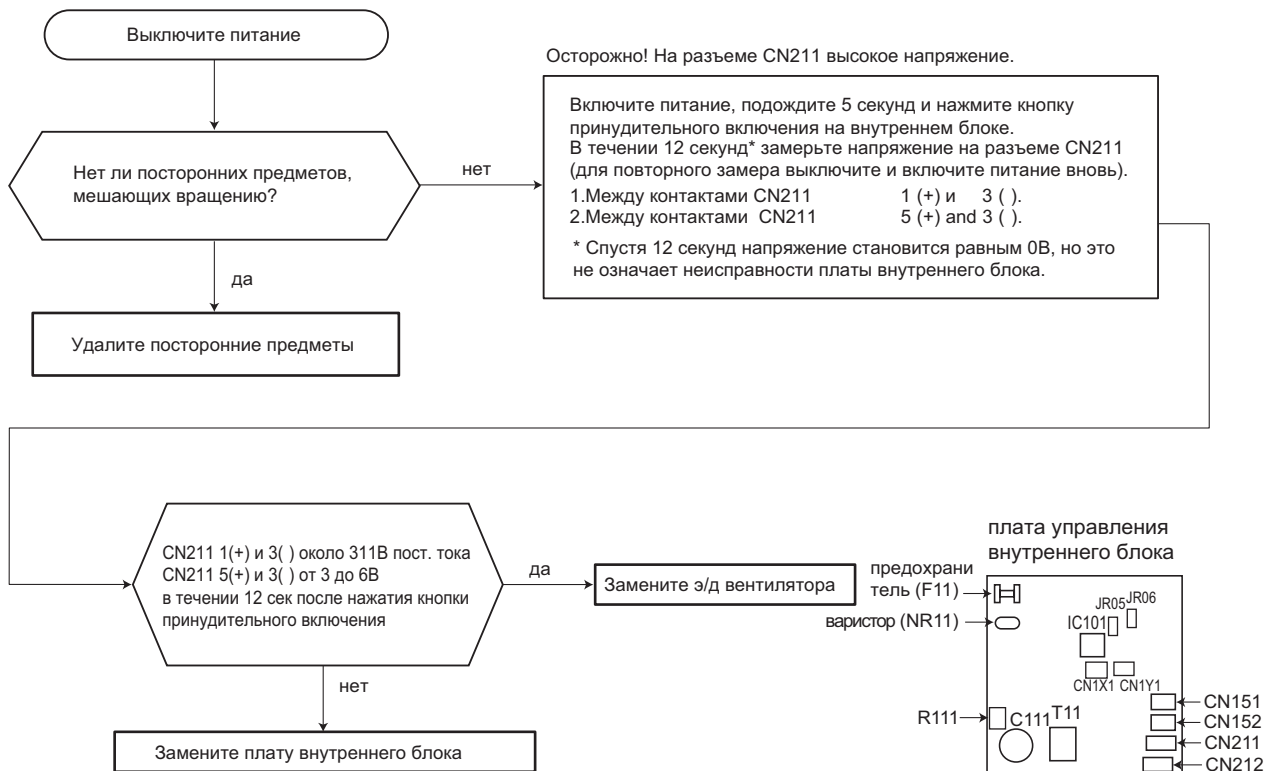 Выключите питание
Осторожно! На разъеме CN211 высокое напряжение.
Включите питание, подождите 5 секунд и нажмите кнопку
принудительного включения на внутреннем блоке.
В течении 12 секунд* замерьте напряжение на разъеме CN211
(для повторного замера выключите и включите питание вновь).
1.Между контактами CN211 1 (+) и 3 ( ).
2.Между контактами CN211 5 (+) and 3 ( ).
* Спустя 12 секунд напряжение становится равным 0В, но это
не означает неисправности платы внутреннего блока.
Нет ли посторонних предметов,
мешающих вращению?
нет
да
Удалите посторонние предметы
CN211 1(+) и 3( ) около 311В пост. тока
CN211 5(+) и 3( ) от 3 до 6В
в течении 12 сек после нажатия кнопки
принудительного включения
да
Замените э/д вентилятора
нет
Замените плату внутреннего блока
плата управления
внутреннего блока
предохрани
тель (F11)
варистор (NR11)
JR05
JR06
IC101
CN1X1
CN1Y1
R111
C111
T11
CN151
CN152
CN211
CN212